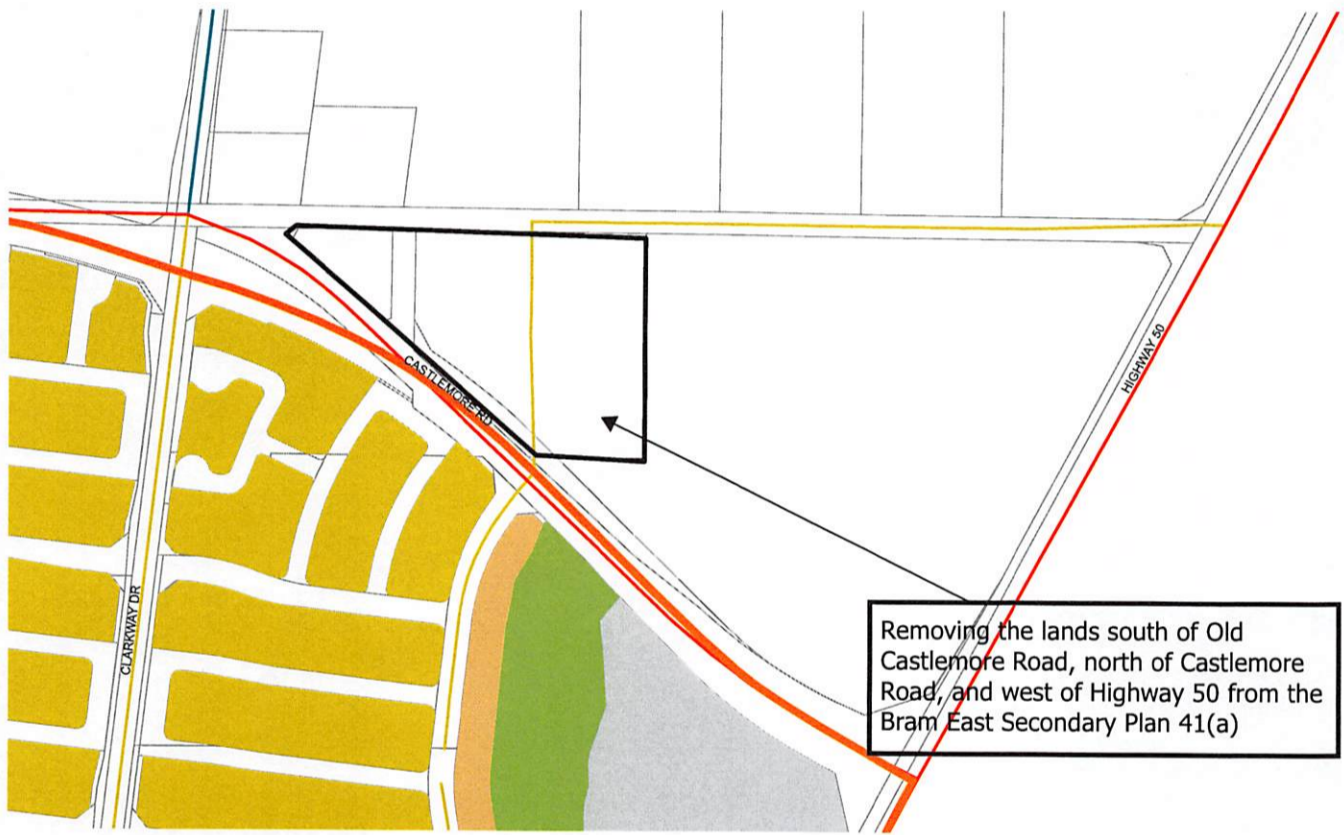 CASTLEMORE RD
HIGHWAY 50
CLARKWAY DR
Removing the lands south of Old
Castlemore Road, north of Castlemore
Road, and west of Highway 50 from the
Bram East Secondary Plan 41(a)